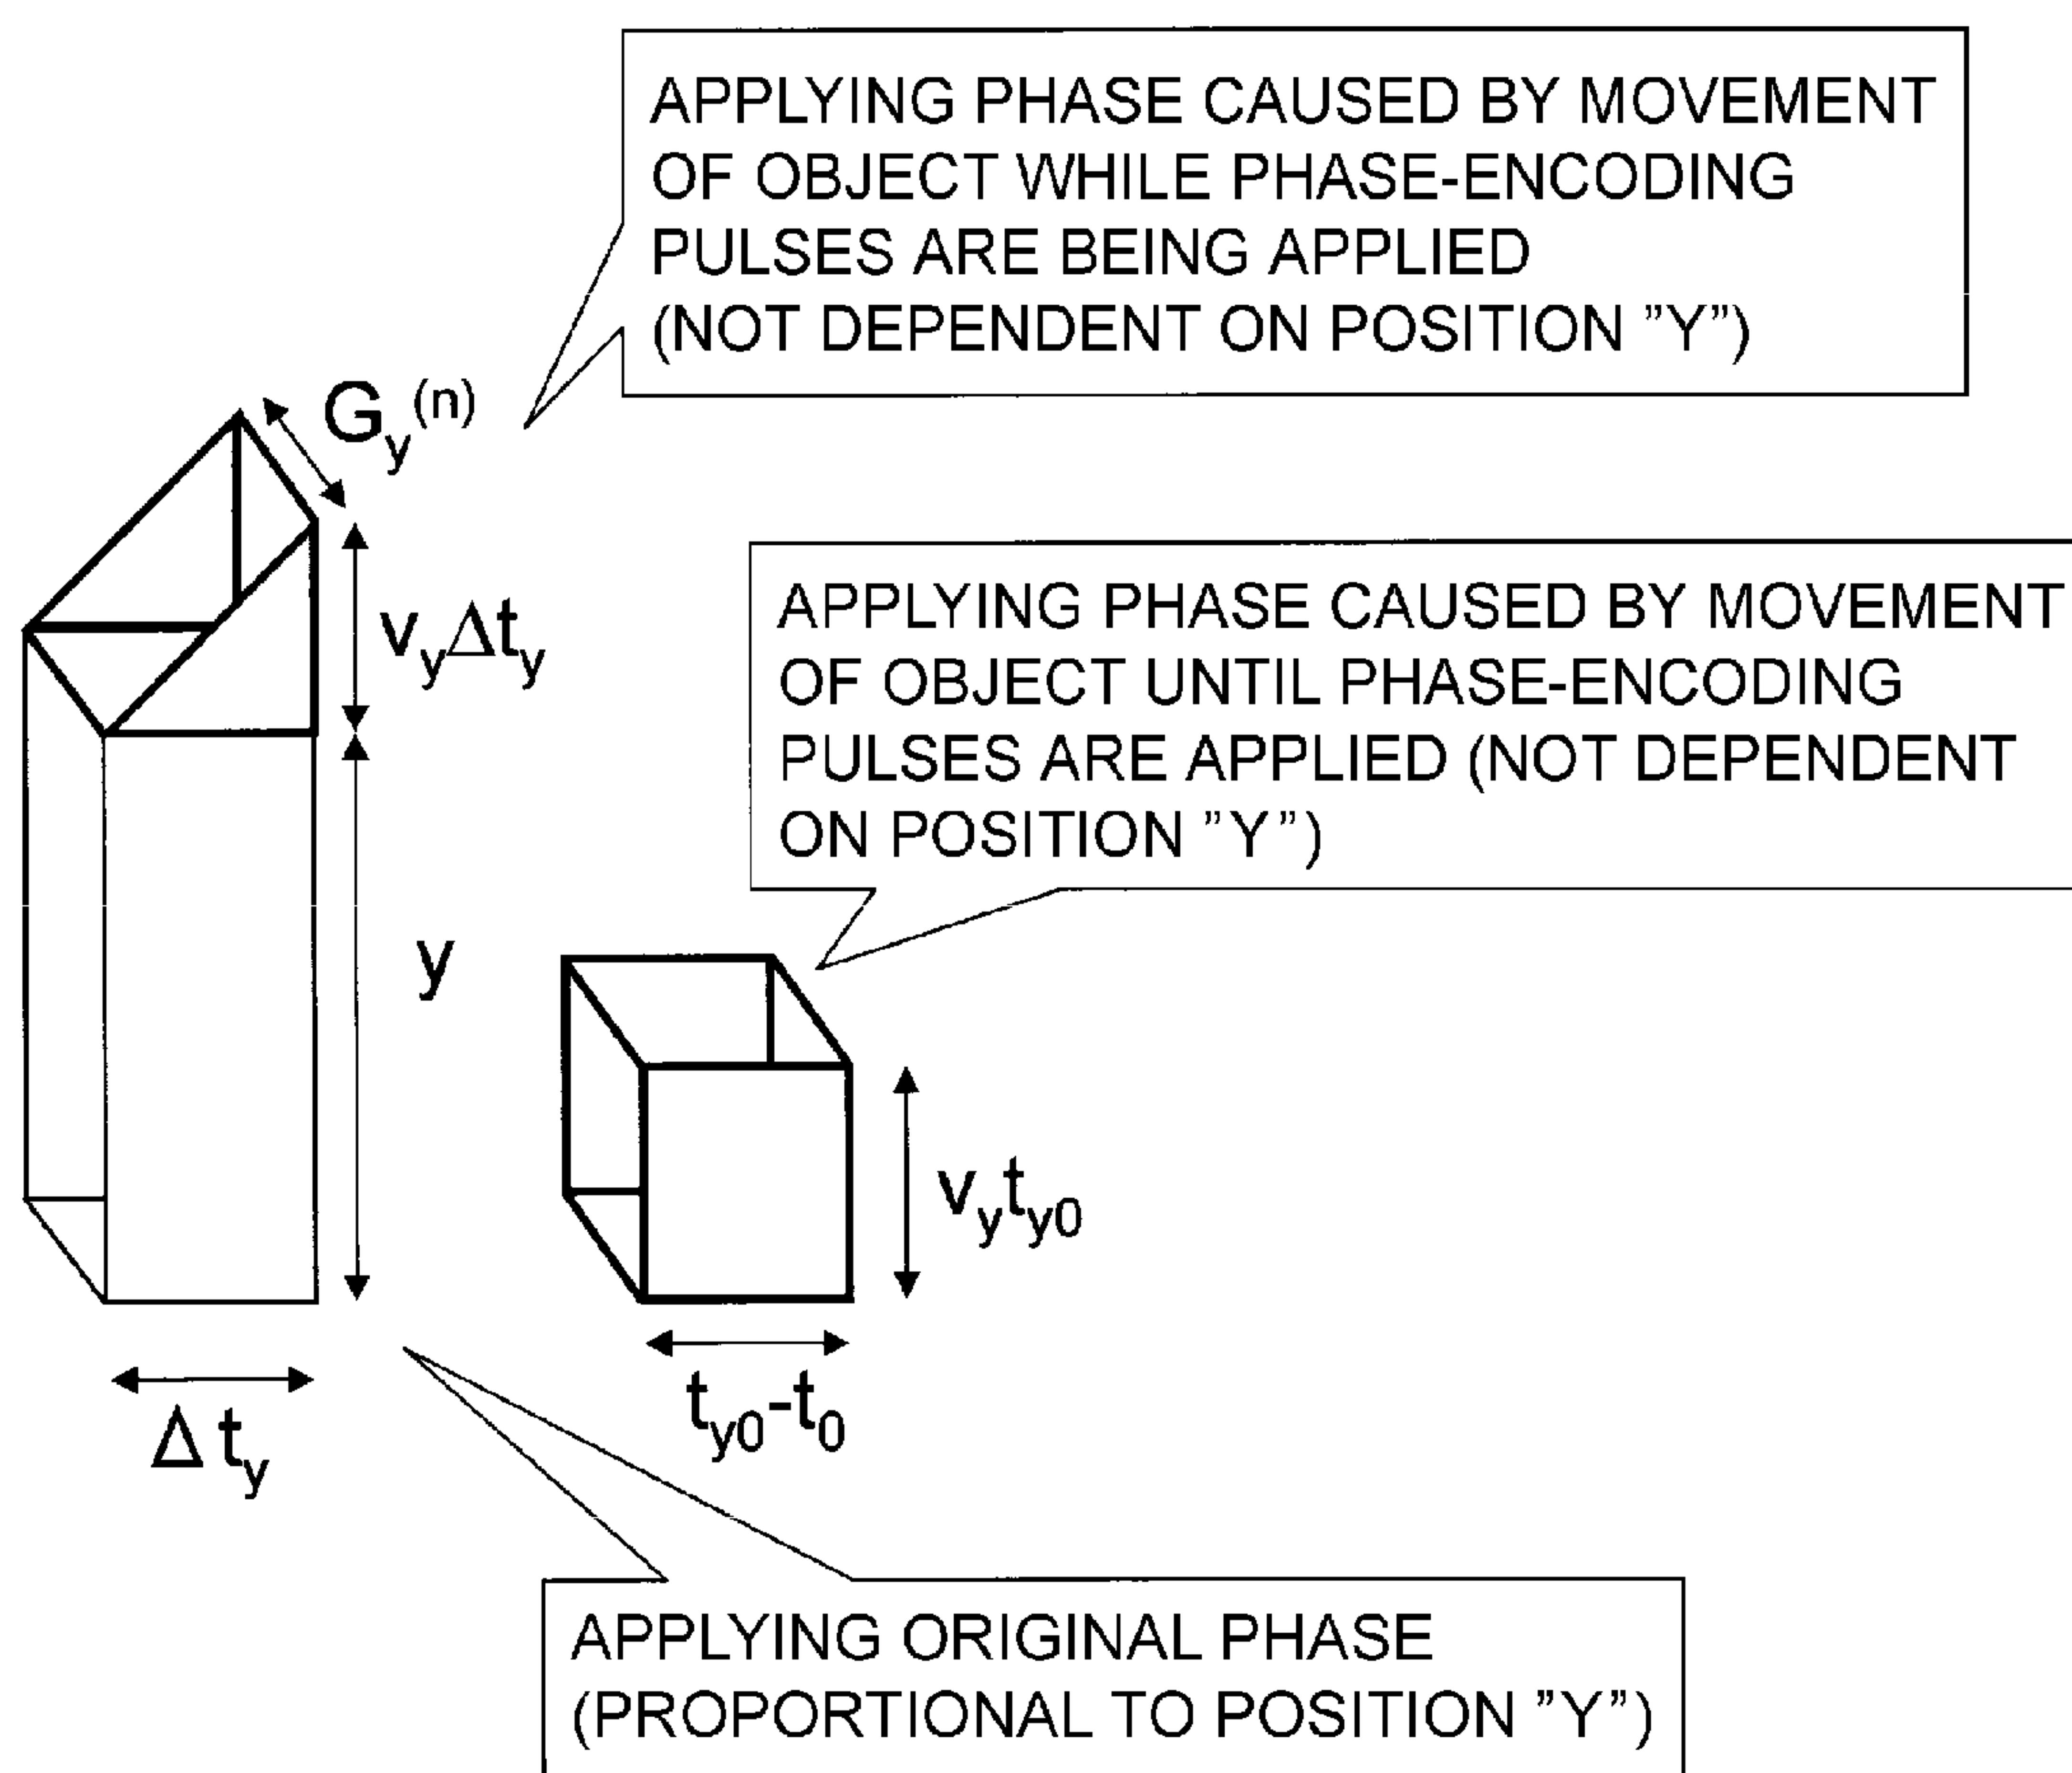 APPLYING PHASE CAUSED BY MOVEMENT
OF OBJECT WHILE PHASE-ENCODING
PULSES ARE BEING APPLIED
(NOT DEPENDENT ON POSITION ”Y”)
Gy(n)
vyΔty
APPLYING PHASE CAUSED BY MOVEMENT
OF OBJECT UNTIL PHASE-ENCODING
PULSES ARE APPLIED (NOT DEPENDENT
ON POSITION ”Y”)
y
vyty0
ty0-t0
Δ ty
APPLYING ORIGINAL PHASE
(PROPORTIONAL TO POSITION ”Y”)